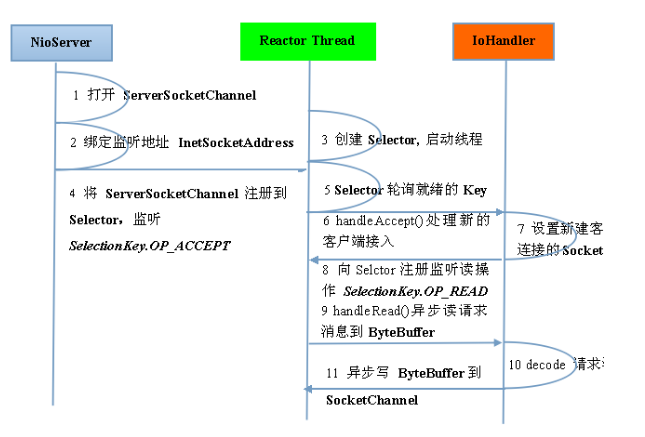 NioServer
Reactor Thread
IoHandler
1 打开 ServerSocketChannel
2 绑定监听地址 InetSocketAddress
3 创建 Selector, 启动线程
4 将 ServerSocketChannel 注册到
Selector，监听
SelectionKey.OP_ACCEPT
5 Selector 轮询就绪的 Key
6 handleAccept()处理新的
客户端接入
7 设置新建客
连接的 Socket
8 向 Selctor 注册监听读操
作 SelectionKey.OP_READ
9 handleRead()异步读请求
消息到 ByteBuffer
10 decode 请求
11 异步写 ByteBuffer 到
SocketChannel